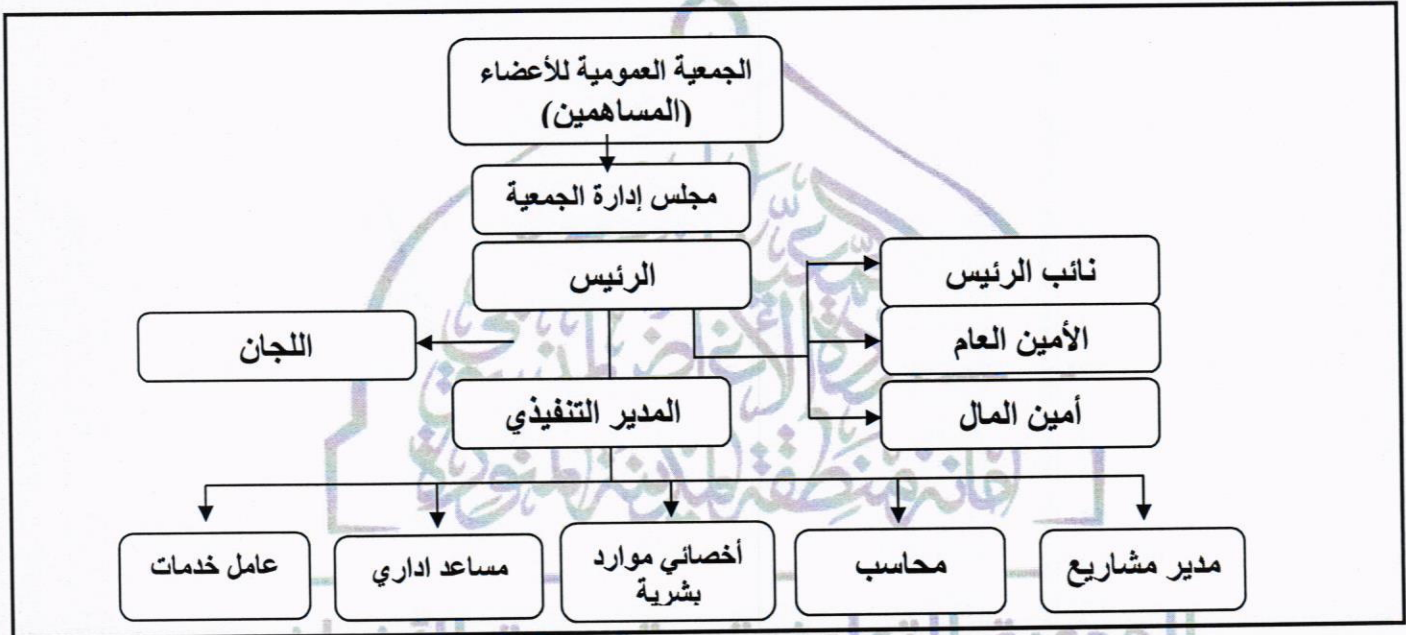 الجمعية العمومية للأعضاء
(المساهمين)
مجلس إدارة الجمعية
الرئيس
نائب الرئيس
الأمين العام
اللجان
المدير التنفيذي
أمين المال
مدير مشاريع
محاسب
أخصائي موارد
بشرية
مساعد اداري
عامل خدمات